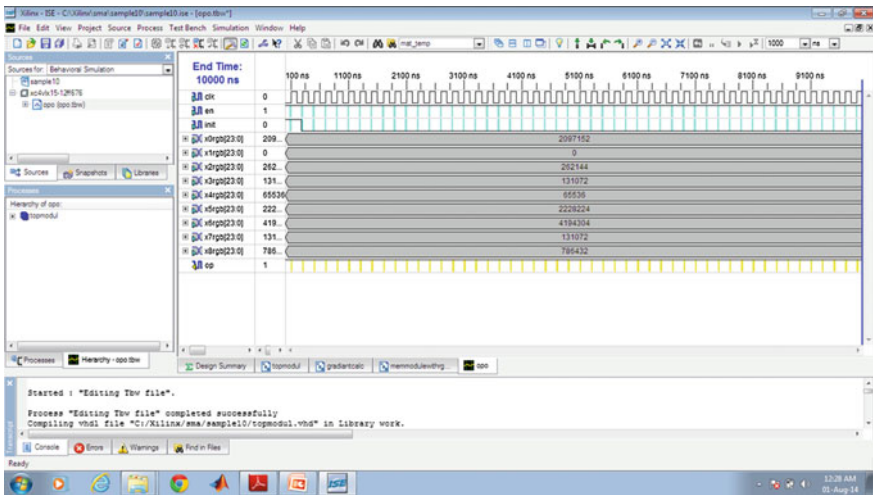 Xilinx - ISE - C:\Xilinx\sma\sample10\sample10.ise - [opo.tbw*]
File Edit View Project Source Process Test Bench Simulation Window Help
mat_temp 1000 ns
Sources
Sources for: Behavioral Simulation
sample10
xc4vlx15-12ff676
opo (opo.tbw)
Sources Snapshots Libraries
Processes
Hierarchy of opo:
topmodul
Processes Hierarchy - opo.tbw
End Time:
10000 ns
100 ns 1100 ns 2100 ns 3100 ns 4100 ns 5100 ns 6100 ns 7100 ns 8100 ns 9100 ns
clk 0
en 1
init 0
x0rgb[23:0] 209... 2097152
x1rgb[23:0] 0 0
x2rgb[23:0] 262... 262144
x3rgb[23:0] 131... 131072
x4rgb[23:0] 65536 65536
x5rgb[23:0] 222... 2228224
x6rgb[23:0] 419... 4194304
x7rgb[23:0] 131... 131072
x8rgb[23:0] 786... 786432
op 1
Design Summary topmodul gradiantcalc memmodulewithrg... opo
Started : "Editing Tbw file".
Process "Editing Tbw file" completed successfully
Compiling vhdl file "C:/Xilinx/sma/sample10/topmodul.vhd" in Library work.
Transcript
Console Errors Warnings Find in Files
Ready
ISE
12:28 AM
01-Aug-14